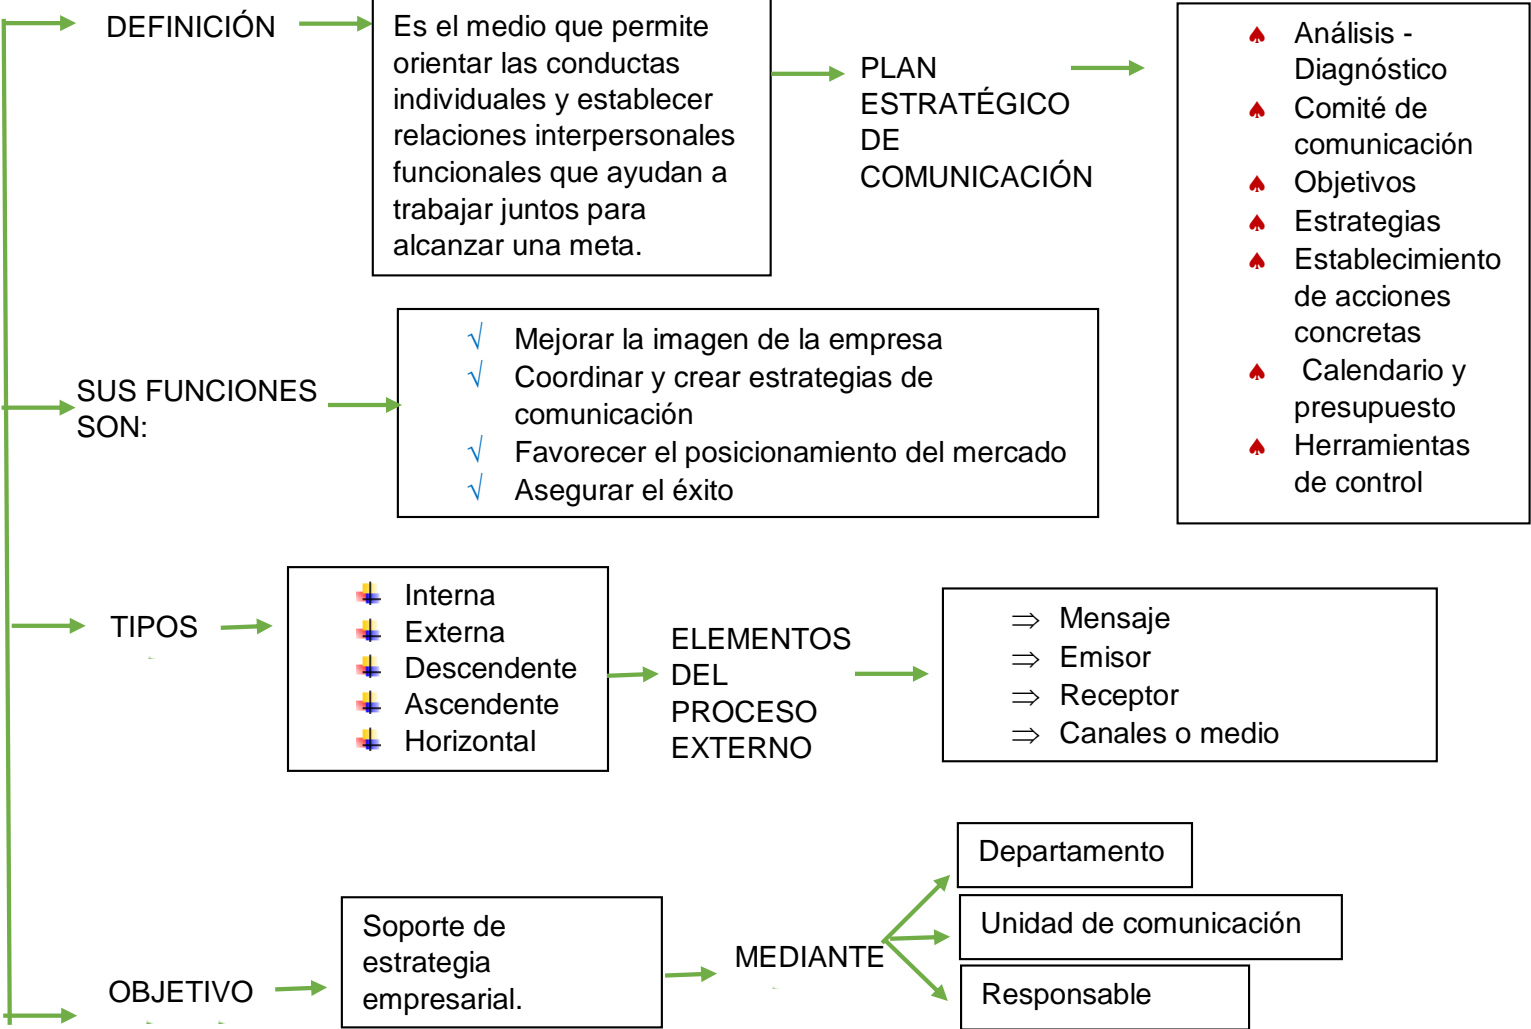 DEFINICIÓN
Es el medio que permite
orientar las conductas
individuales y establecer
relaciones interpersonales
funcionales que ayudan a
trabajar juntos para
alcanzar una meta.
PLAN
ESTRATÉGICO
DE
COMUNICACIÓN
Análisis -
Diagnóstico
Comité de
comunicación
Objetivos
Estrategias
Establecimiento
de acciones
concretas
Calendario y
presupuesto
Herramientas
de control
SUS FUNCIONES
SON:
√ Mejorar la imagen de la empresa
√ Coordinar y crear estrategias de
comunicación
√ Favorecer el posicionamiento del mercado
√ Asegurar el éxito
TIPOS
Interna
Externa
Descendente
Ascendente
Horizontal
ELEMENTOS
DEL
PROCESO
EXTERNO
⇒ Mensaje
⇒ Emisor
⇒ Receptor
⇒ Canales o medio
OBJETIVO
Soporte de
estrategia
empresarial.
MEDIANTE
Departamento
Unidad de comunicación
Responsable